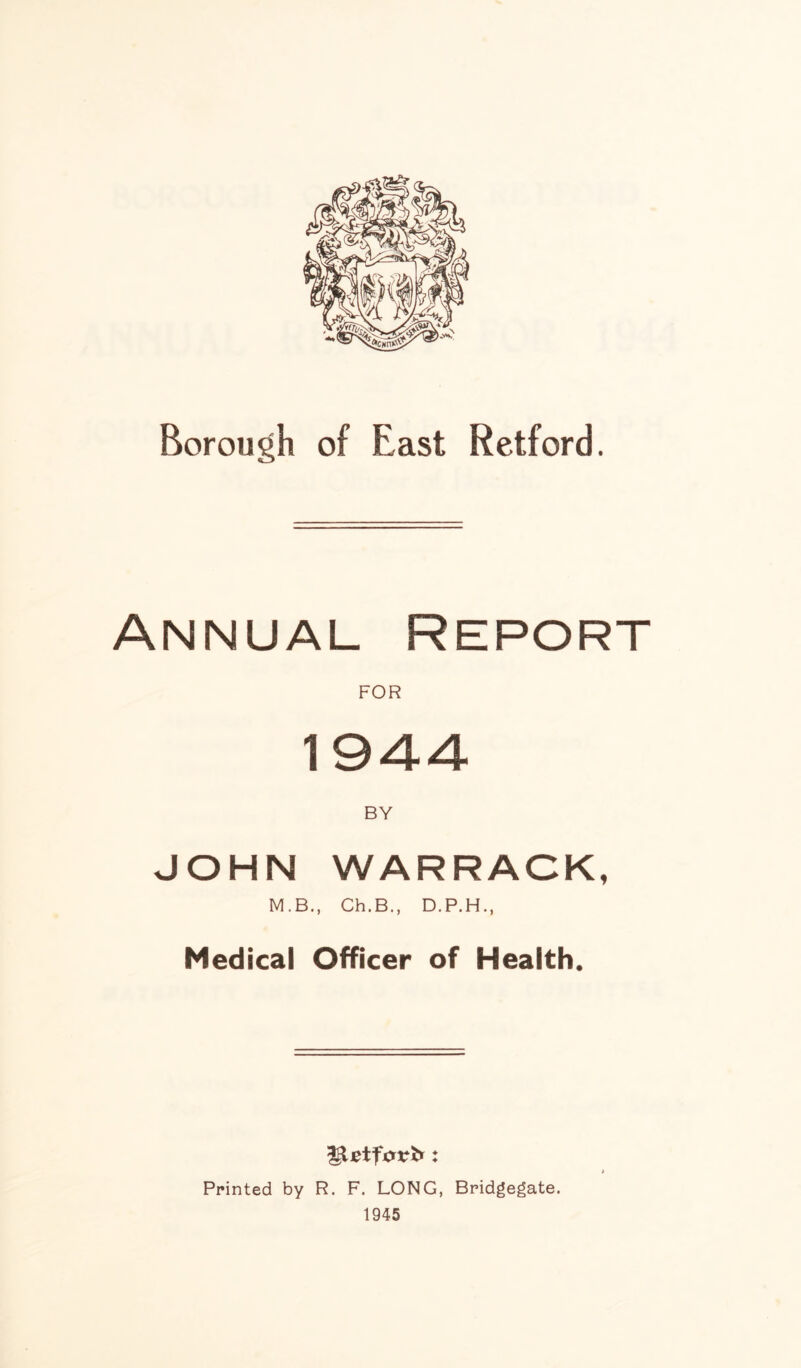 Borough of East Retford.
ANNUAL REPORT
FOR
1944
BY
JOHN WARRACK,
M.B., Ch.B., D.P.H.,
Medical Officer of Health.
Retford :
Printed by R. F. LONG, Bridgegate.
1945